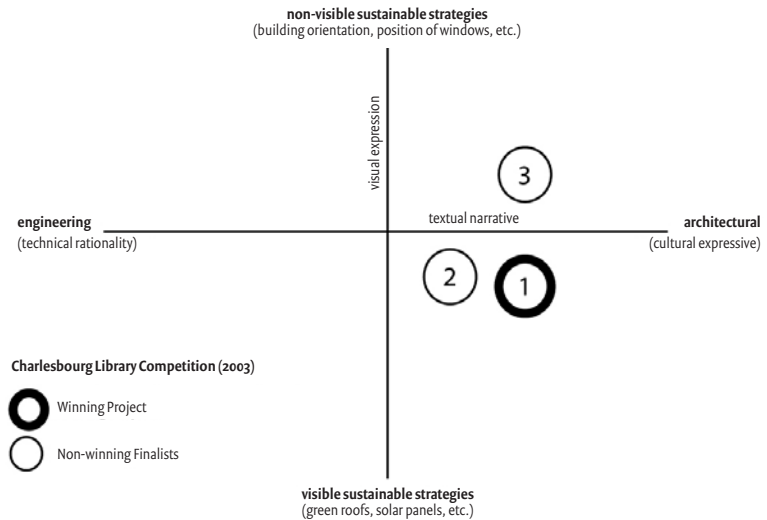 non-visible sustainable strategies
(building orientation, position of windows, etc.)
visual expression
3
textual narrative
engineering
(technical rationality)
architectural
(cultural expressive)
2
1
Charlesbourg Library Competition (2003)
Winning Project
Non-winning Finalists
visible sustainable strategies
(green roofs, solar panels, etc.)